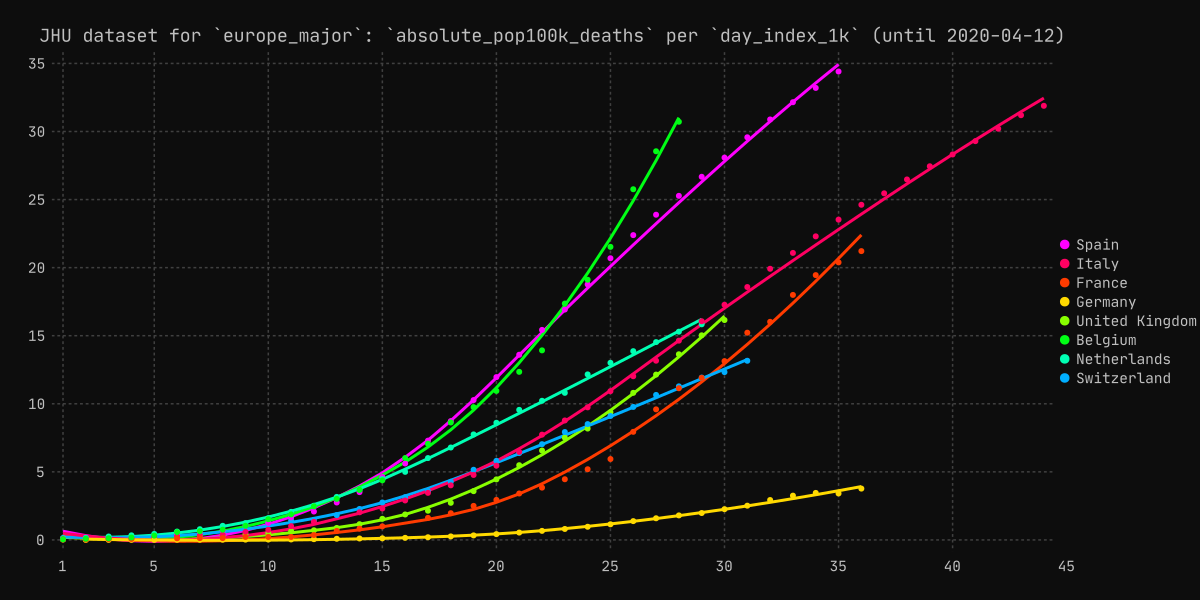 JHU dataset for `europe_major`: `absolute_pop100k_deaths` per `day_index_1k` (until 2020-04-12)
35
30
25
20
15
10
5
0
1 5 10 15 20 25 30 35 40 45
Spain
Italy
France
Germany
United Kingdom
Belgium
Netherlands
Switzerland